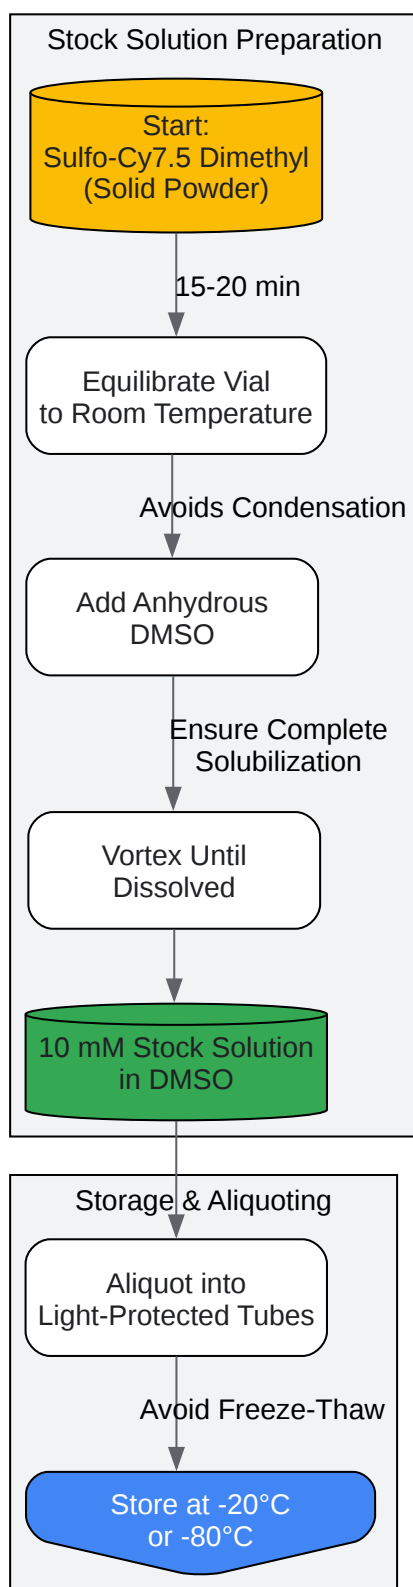 Stock Solution Preparation
Start:
Sulfo-Cy7.5 Dimethyl
(Solid Powder)
15-20 min
Equilibrate Vial
to Room Temperature
Avoids Condensation
Add Anhydrous
DMSO
Ensure Complete
Solubilization
Vortex Until
Dissolved
10 mM Stock Solution
in DMSO
Storage & Aliquoting
Aliquot into
Light-Protected Tubes
Avoid Freeze-Thaw
Store at -20°C
or -80°C